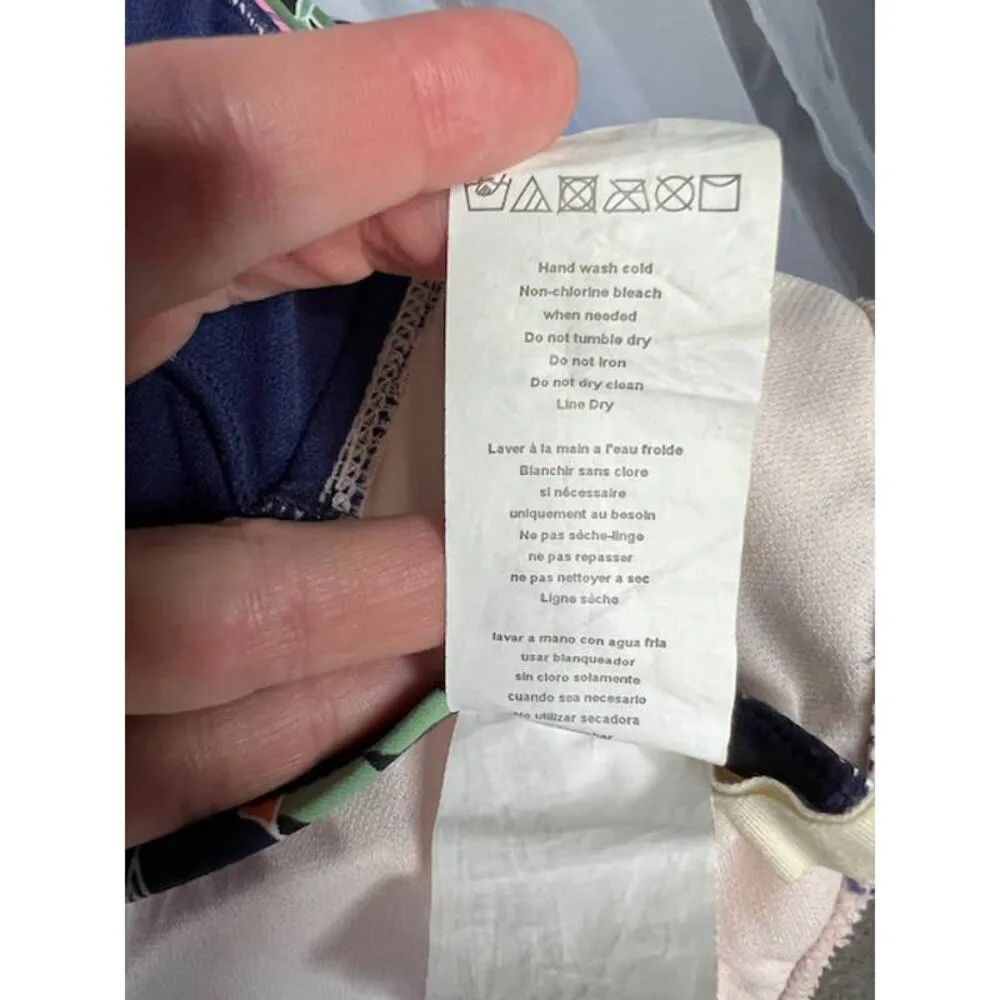 Hand wash cold
Non-chlorine bleach
when needed
Do not tumble dry
Do not Iron
Do not dry clean
Line Dry
Laver à la main a l'eau froide
Blanchir sans clore
si nécessaire
uniquement au besoin
Ne pas sèche-linge
ne pas repasser
ne pas nettoyer a sec
Ligne sèche
lavar a mano con agua fria
usar blanqueador
sin cloro solamente
cuando sea necesario
No utilizar secadora